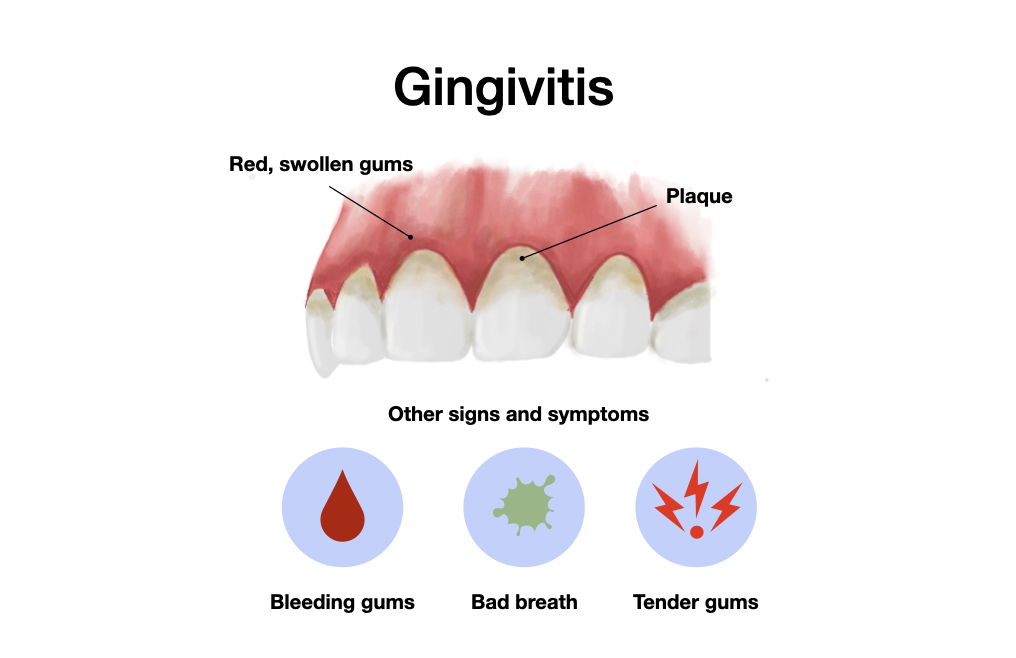 Gingivitis
Red, swollen gums
Plaque
Other signs and symptoms
Bleeding gums
Bad breath
Tender gums